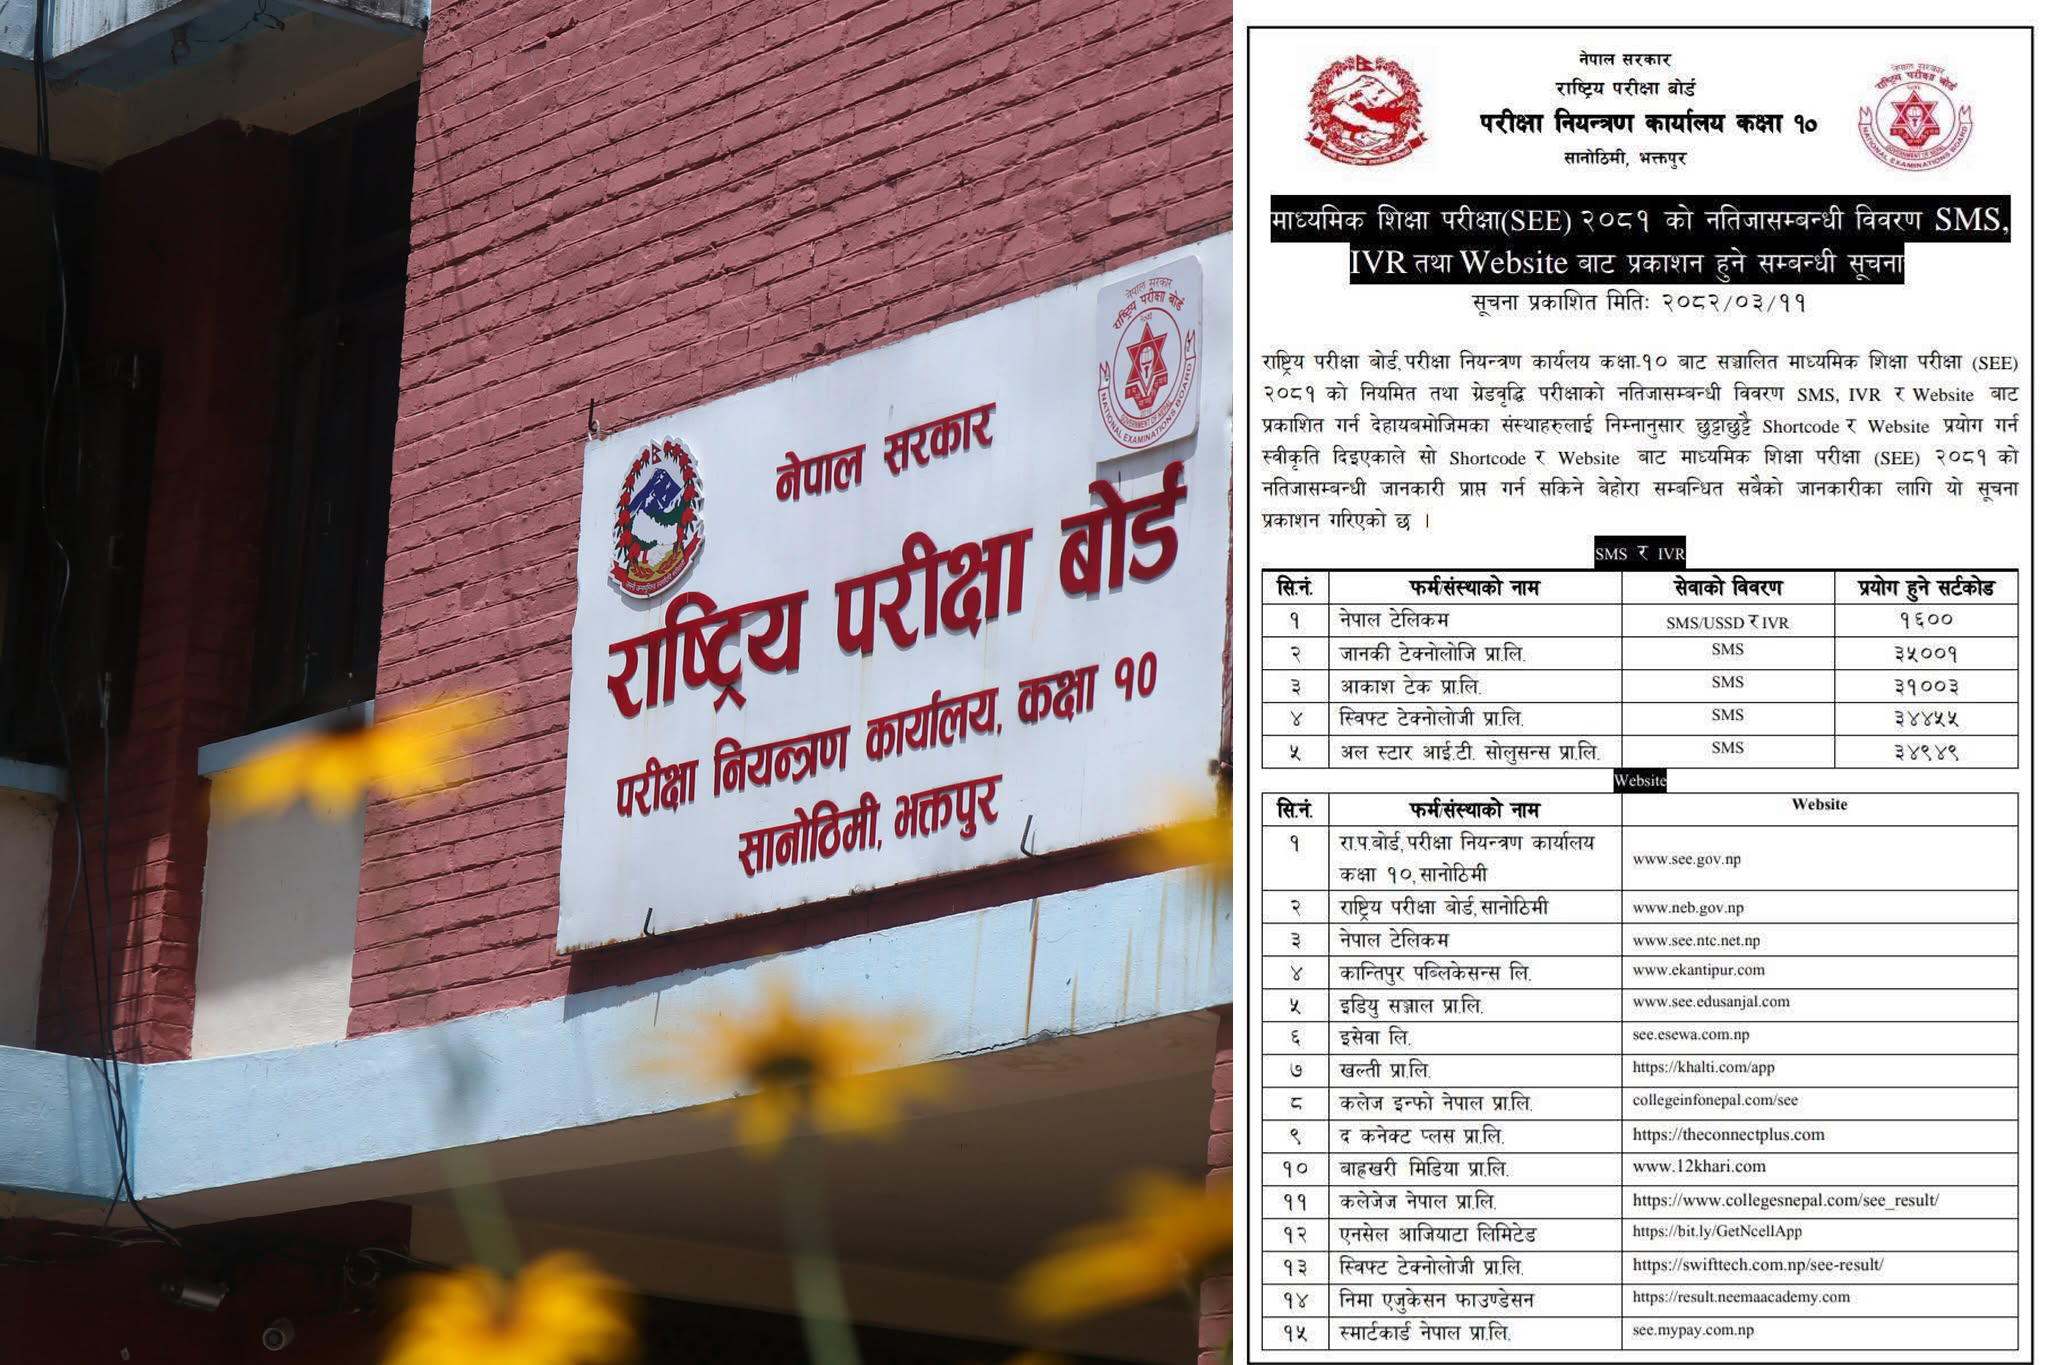 नेपाल सरकार
राष्ट्रिय परीक्षा बोर्ड
NATIONAL EXAMINATIONS BOARD
नेपाल सरकार
राष्ट्रिय परीक्षा बोर्ड
परीक्षा नियन्त्रण कार्यालय, कक्षा १०
सानोठिमी, भक्तपुर
नेपाल सरकार
राष्ट्रिय परीक्षा बोर्ड
परीक्षा नियन्त्रण कार्यालय कक्षा १०
सानोठिमी, भक्तपुर
नेपाल सरकार
राष्ट्रिय परीक्षा बोर्ड
NATIONAL EXAMINATIONS BOARD
माध्यमिक शिक्षा परीक्षा(SEE) २०८१ को नतिजासम्बन्धी विवरण SMS,
IVR तथा Website बाट प्रकाशन हुने सम्बन्धी सूचना
सूचना प्रकाशित मितिः २०८२/०३/११
राष्ट्रिय परीक्षा बोर्ड,परीक्षा नियन्त्रण कार्यलय कक्षा-१० बाट सञ्चालित माध्यमिक शिक्षा परीक्षा (SEE)
२०८१ को नियमित तथा ग्रेडवृद्धि परीक्षाको नतिजासम्बन्धी विवरण SMS, IVR र Website बाट
प्रकाशित गर्न देहायबमोजिमका संस्थाहरुलाई निम्नानुसार छुट्टाछुट्टै Shortcode र Website प्रयोग गर्न
स्वीकृति दिइएकाले सो Shortcode र Website बाट माध्यमिक शिक्षा परीक्षा (SEE) २०८१ को
नतिजासम्बन्धी जानकारी प्राप्त गर्न सकिने बेहोरा सम्बन्धित सबैको जानकारीका लागि यो सूचना
प्रकाशन गरिएको छ ।
SMS र IVR
सि.नं. फर्म/संस्थाको नाम सेवाको विवरण प्रयोग हुने सर्टकोड
१ नेपाल टेलिकम SMS/USSD र IVR १६००
२ जानकी टेक्नोलोजि प्रा.लि. SMS ३५००१
३ आकाश टेक प्रा.लि. SMS ३१००३
४ स्विफ्ट टेक्नोलोजी प्रा.लि. SMS ३४४५५
५ अल स्टार आई.टी. सोलुसन्स प्रा.लि. SMS ३४९४९
Website
सि.नं. फर्म/संस्थाको नाम Website
१ रा.प.बोर्ड,परीक्षा नियन्त्रण कार्यालय
कक्षा १०,सानोठिमी www.see.gov.np
२ राष्ट्रिय परीक्षा बोर्ड,सानोठिमी www.neb.gov.np
३ नेपाल टेलिकम www.see.ntc.net.np
४ कान्तिपुर पब्लिकेसन्स लि. www.ekantipur.com
५ इडियु सञ्जाल प्रा.लि. www.see.edusanjal.com
६ इसेवा लि. see.esewa.com.np
७ खल्ती प्रा.लि. https://khalti.com/app
८ कलेज इन्फो नेपाल प्रा.लि. collegeinfonepal.com/see
९ द कनेक्ट प्लस प्रा.लि. https://theconnectplus.com
१० बाह्रखरी मिडिया प्रा.लि. www.12khari.com
११ कलेजेज नेपाल प्रा.लि. https://www.collegesnepal.com/see_result/
१२ एनसेल आजियाटा लिमिटेड https://bit.ly/GetNcellApp
१३ स्विफ्ट टेक्नोलोजी प्रा.लि. https://swifttech.com.np/see-result/
१४ निमा एजुकेसन फाउण्डेसन https://result.neemaacademy.com
१५ स्मार्टकार्ड नेपाल प्रा.लि. see.mypay.com.np